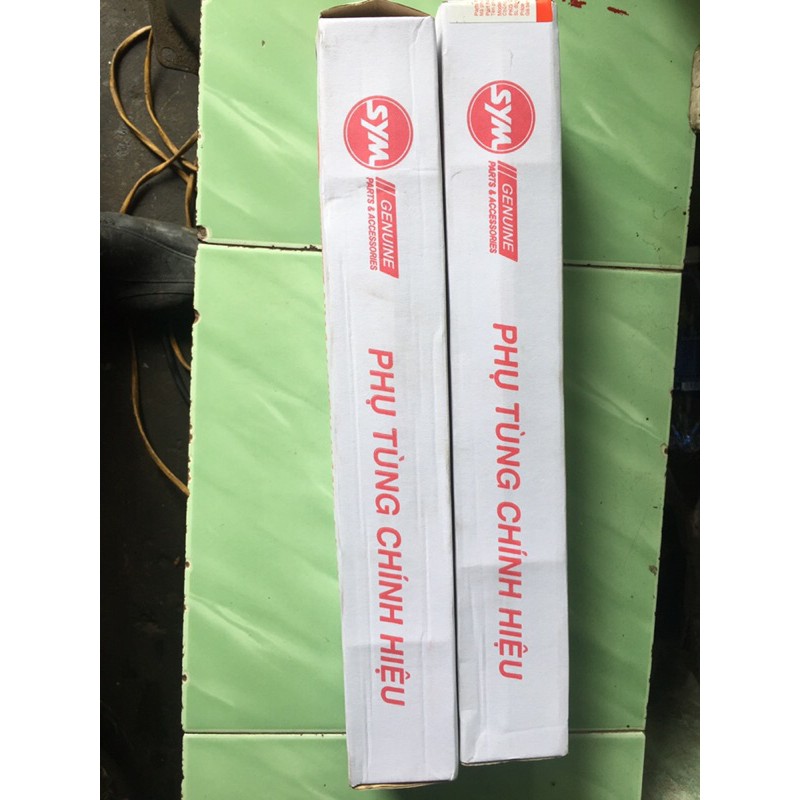 SYM
GENUINE
PARTS & ACCESSORIES
PHỤ TÙNG CHÍNH HIỆU
SYM
GENUINE
PARTS & ACCESSORIES
PHỤ TÙNG CHÍNH HIỆU